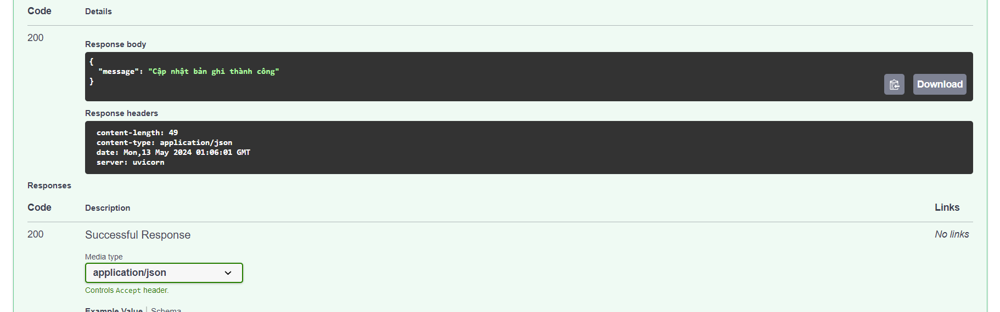 Code Details
200
Response body
{
"message": "Cập nhật bản ghi thành công"
}
Download
Response headers
content-length: 49
content-type: application/json
date: Mon,13 May 2024 01:06:01 GMT
server: uvicorn
Responses
Code Description Links
200 Successful Response No links
Media type
application/json
Controls Accept header.
Example Value | Schema